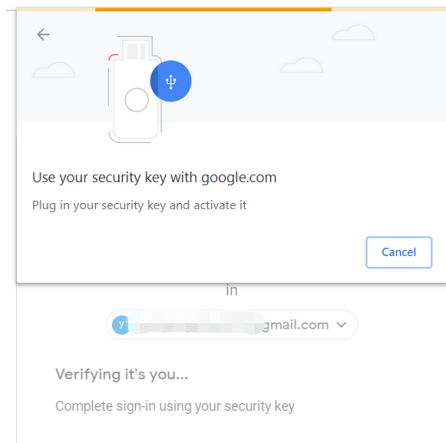 Use your security key with google.com
Plug in your security key and activate it
Cancel
in
y gmail.com
Verifying it's you...
Complete sign-in using your security key